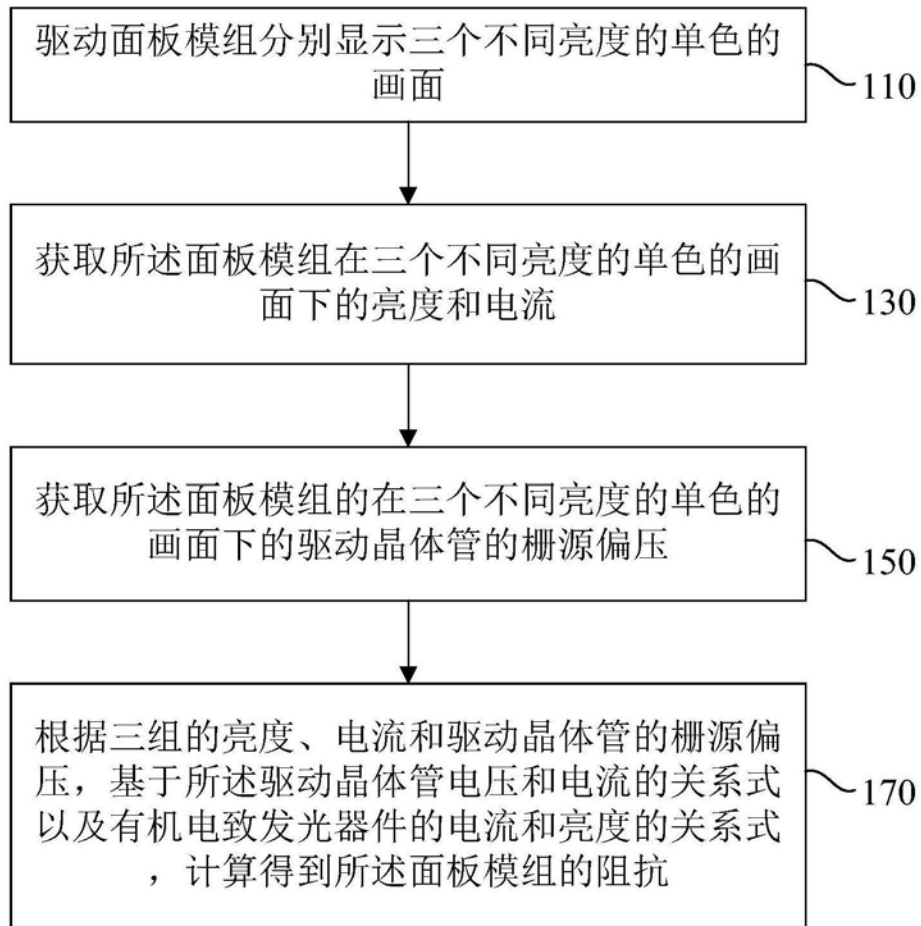 驱动面板模组分别显示三个不同亮度的单色的
画面
110
获取所述面板模组在三个不同亮度的单色的画
面下的亮度和电流
130
获取所述面板模组的在三个不同亮度的单色的
画面下的驱动晶体管的栅源偏压
150
根据三组的亮度、电流和驱动晶体管的栅源偏
压，基于所述驱动晶体管电压和电流的关系式
以及有机电致发光器件的电流和亮度的关系式
，计算得到所述面板模组的阻抗
170